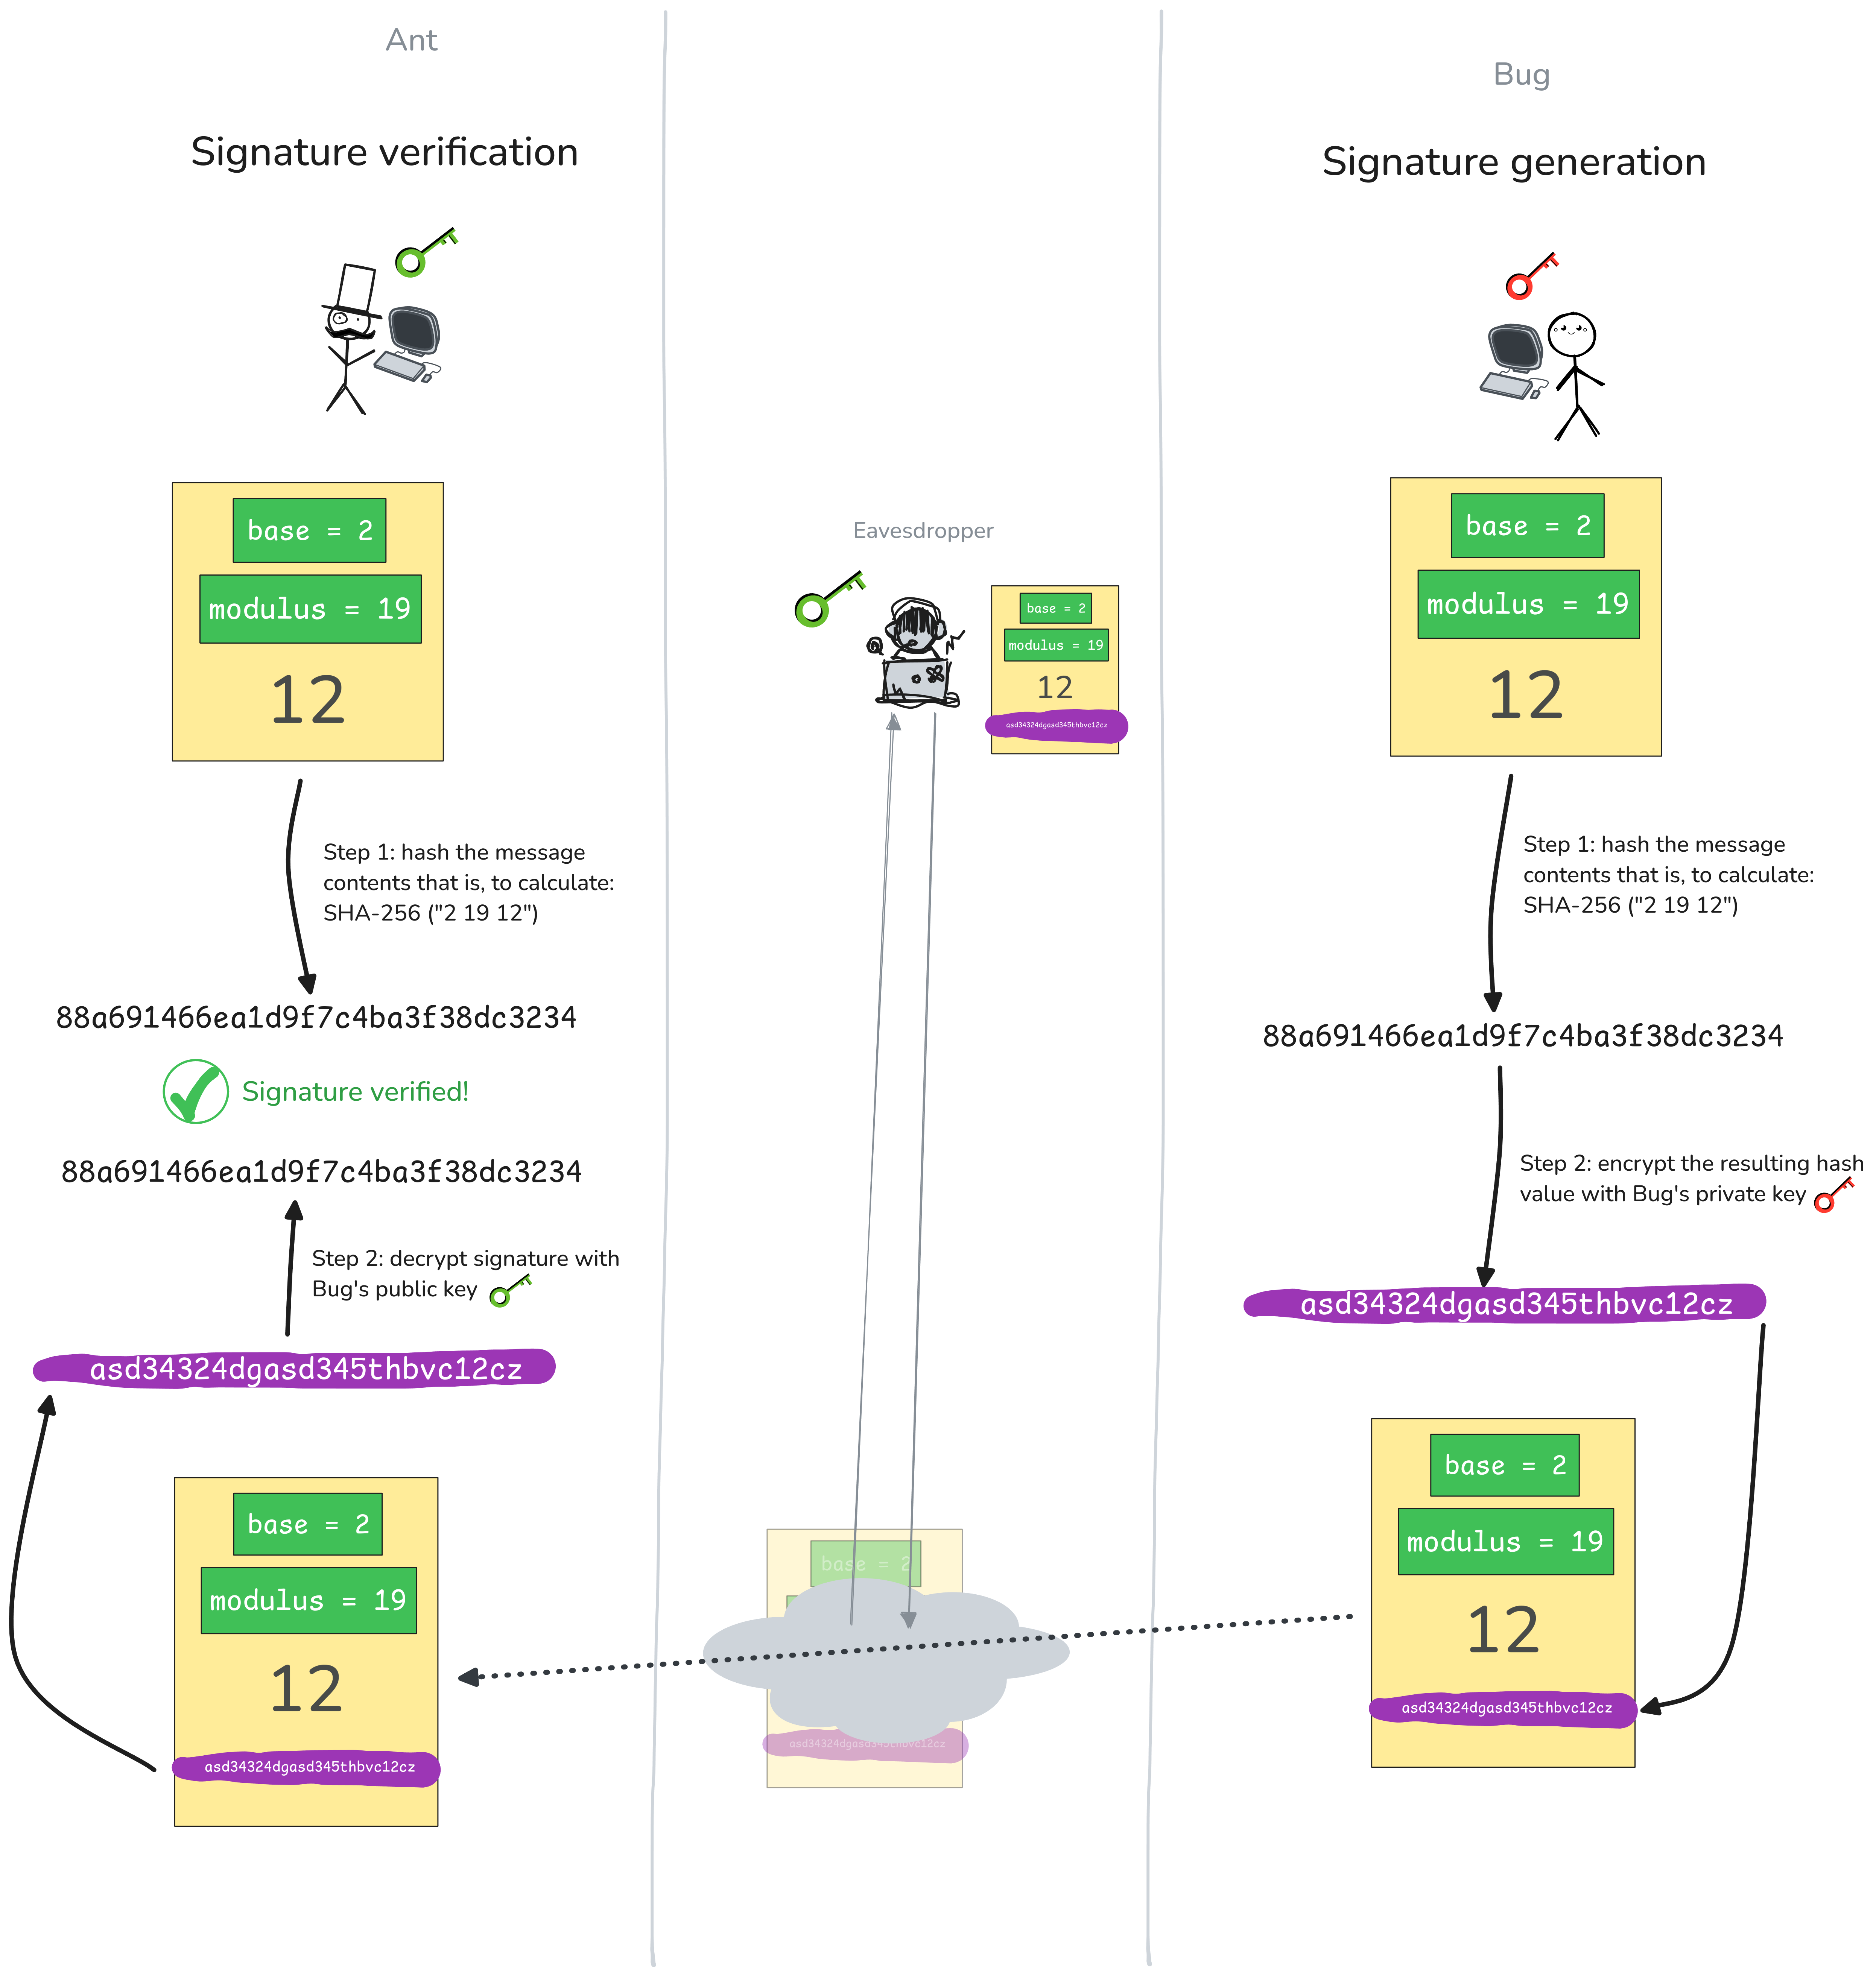 Ant
Signature verification
base = 2
modulus = 19
12
Step 1: hash the message
contents that is, to calculate:
SHA-256 ("2 19 12")
88a691466ea1d9f7c4ba3f38dc3234
Signature verified!
88a691466ea1d9f7c4ba3f38dc3234
Step 2: decrypt signature with
Bug's public key
asd34324dgasd345thbvc12cz
base = 2
modulus = 19
12
asd34324dgasd345thbvc12cz
Eavesdropper
base = 2
modulus = 19
12
asd34324dgasd345thbvc12cz
base = 2
asd34324dgasd345thbvc12cz
Bug
Signature generation
base = 2
modulus = 19
12
Step 1: hash the message
contents that is, to calculate:
SHA-256 ("2 19 12")
88a691466ea1d9f7c4ba3f38dc3234
Step 2: encrypt the resulting hash
value with Bug's private key
asd34324dgasd345thbvc12cz
base = 2
modulus = 19
12
asd34324dgasd345thbvc12cz